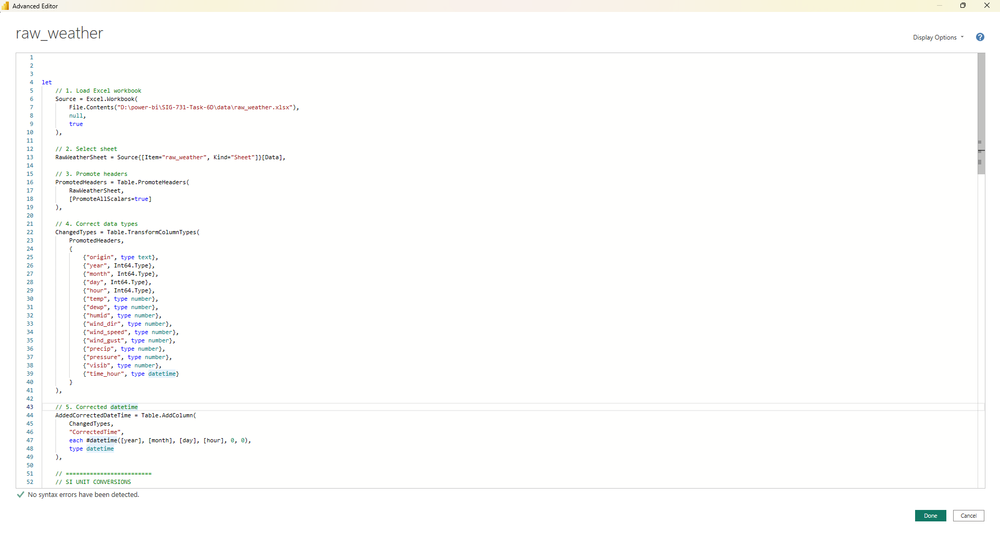 Advanced Editor
raw_weather
Display Options
?
1
2
3
4 let
5 // 1. Load Excel workbook
6 Source = Excel.Workbook(
7 File.Contents("D:\power-bi\SIG-731-Task-6D\data\raw_weather.xlsx"),
8 null,
9 true
10 ),
11
12 // 2. Select sheet
13 RawWeatherSheet = Source{[Item="raw_weather", Kind="Sheet"]}[Data],
14
15 // 3. Promote headers
16 PromotedHeaders = Table.PromoteHeaders(
17 RawWeatherSheet,
18 [PromoteAllScalars=true]
19 ),
20
21 // 4. Correct data types
22 ChangedTypes = Table.TransformColumnTypes(
23 PromotedHeaders,
24 {
25 {"origin", type text},
26 {"year", Int64.Type},
27 {"month", Int64.Type},
28 {"day", Int64.Type},
29 {"hour", Int64.Type},
30 {"temp", type number},
31 {"dewp", type number},
32 {"humid", type number},
33 {"wind_dir", type number},
34 {"wind_speed", type number},
35 {"wind_gust", type number},
36 {"precip", type number},
37 {"pressure", type number},
38 {"visib", type number},
39 {"time_hour", type datetime}
40 }
41 ),
42
43 // 5. Corrected datetime
44 AddedCorrectedDateTime = Table.AddColumn(
45 ChangedTypes,
46 "CorrectedTime",
47 each #datetime([year], [month], [day], [hour], 0, 0),
48 type datetime
49 ),
50
51 // =========================
52 // SI UNIT CONVERSIONS
No syntax errors have been detected.
Done
Cancel